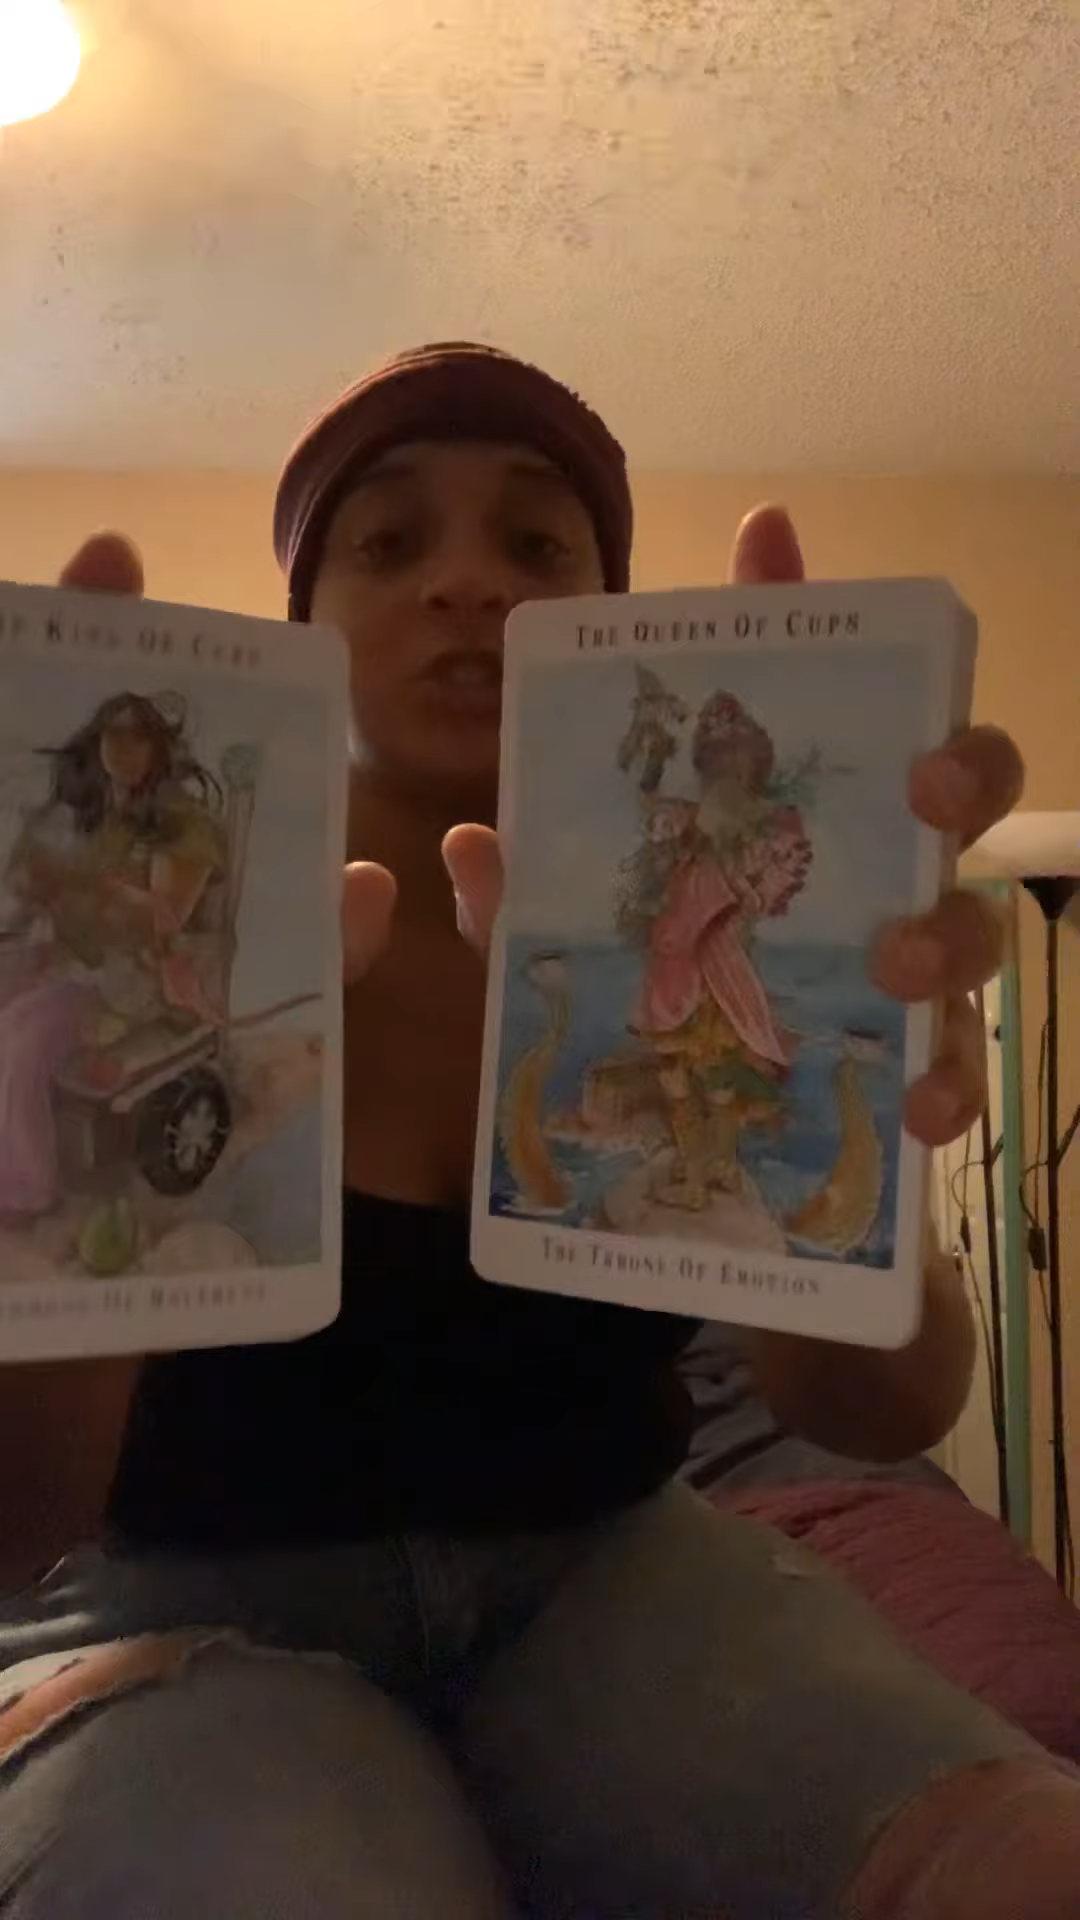 King Of Cups
The Queen Of Cups
The Throne Of Emotion